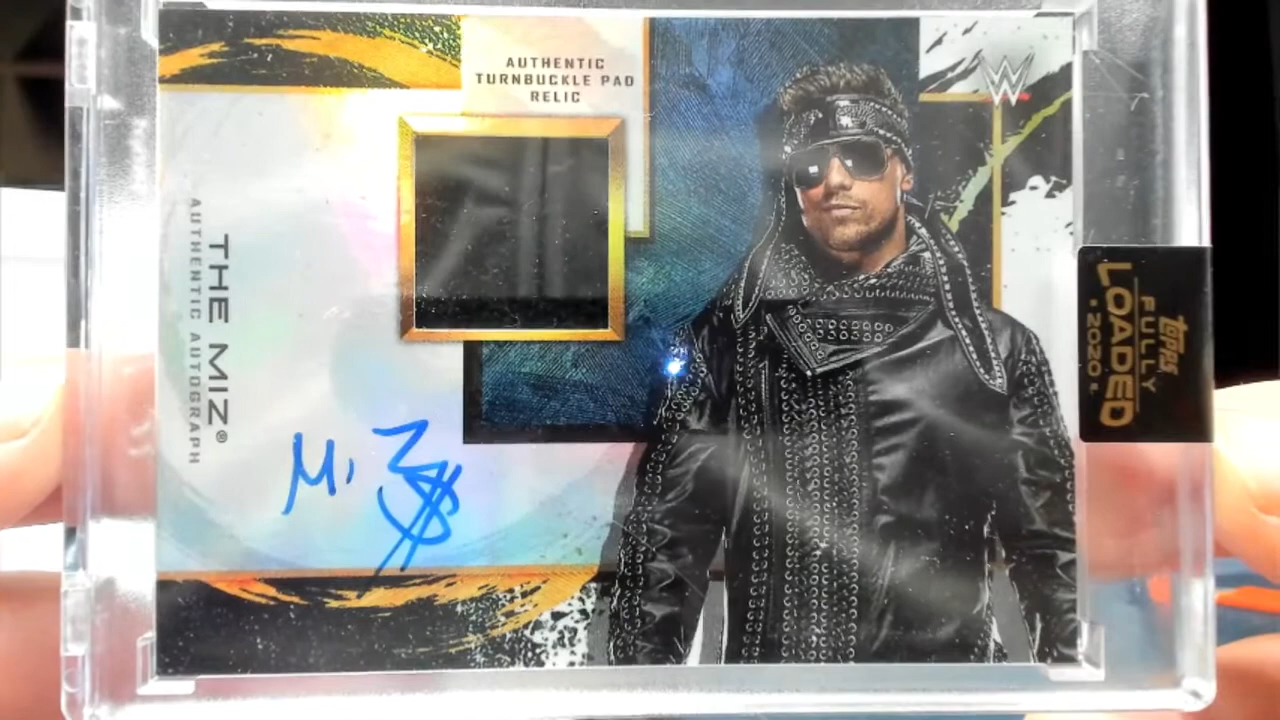 AUTHENTIC
TURNBUCKLE PAD
RELIC
W
THE MIZ®
AUTHENTIC AUTOGRAPH
TOPPS
FULLY
LOADED
• 2020 •